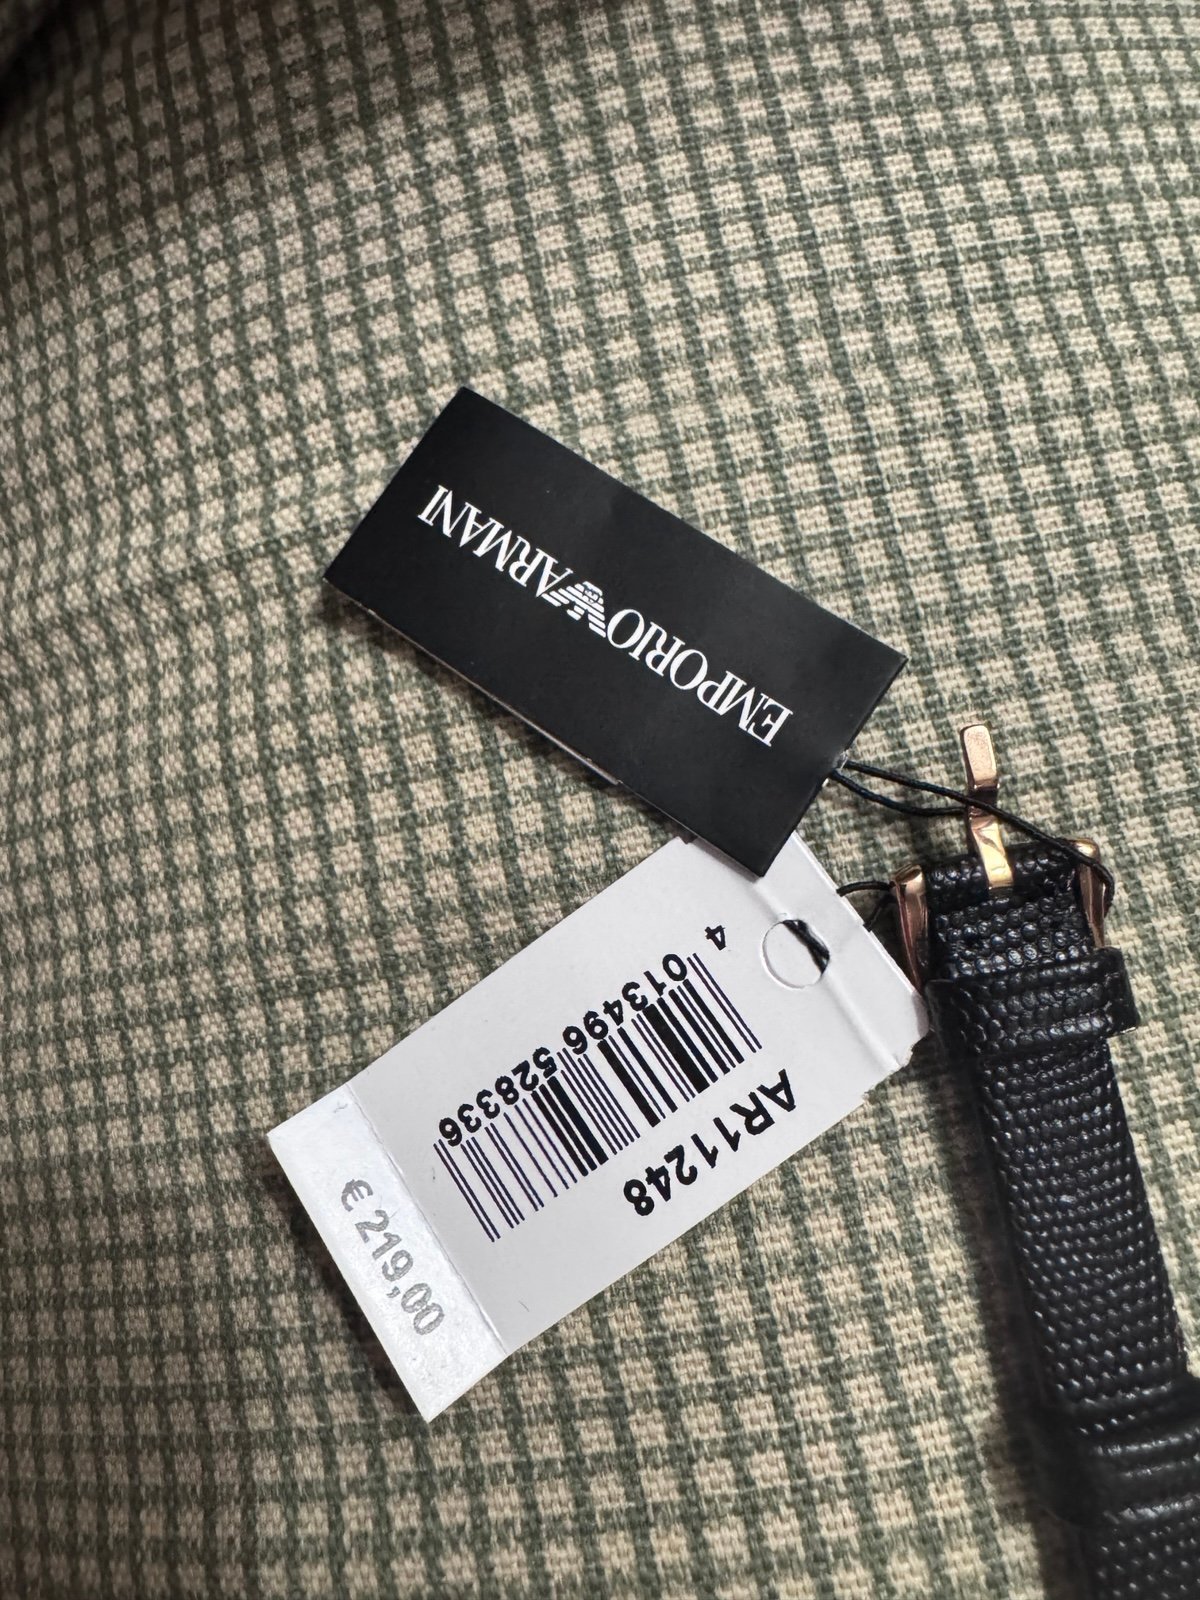 EMPORIO ARMANI
AR11248
4 013496 528336
€ 219,00